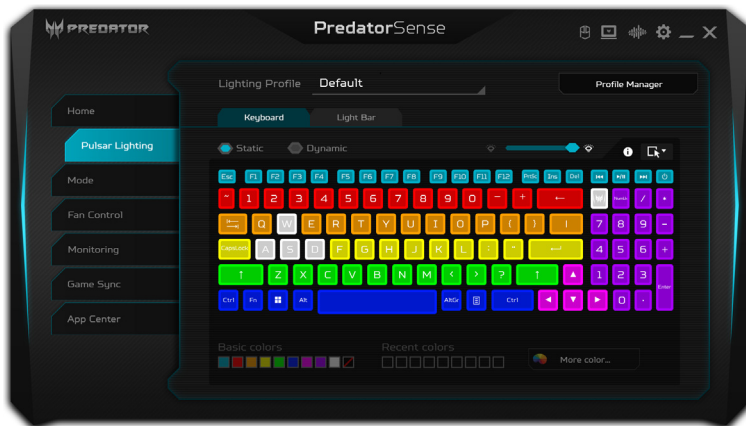 PREDATOR
PredatorSense
Lighting Profile Default
Profile Manager
Home
Pulsar Lighting
Mode
Fan Control
Monitoring
Game Sync
App Center
Keyboard Light Bar
Static Dynamic
Esc F1 F2 F3 F4 F5 F6 F7 F8 F9 F10 F11 F12 PrtSc Ins Del
~ 1 2 3 4 5 6 7 8 9 0 - + ← NumLk / *
Q W E R T Y U I O P { } | 7 8 9 -
CapsLock A S D F G H J K L : " 4 5 6 +
↑ Z X C V B N M < > ? ↑ ▲ 1 2 3 Enter
Ctrl Fn Alt AltGr Ctrl ◄ ▼ ► 0 .
Basic colors Recent colors
More color...